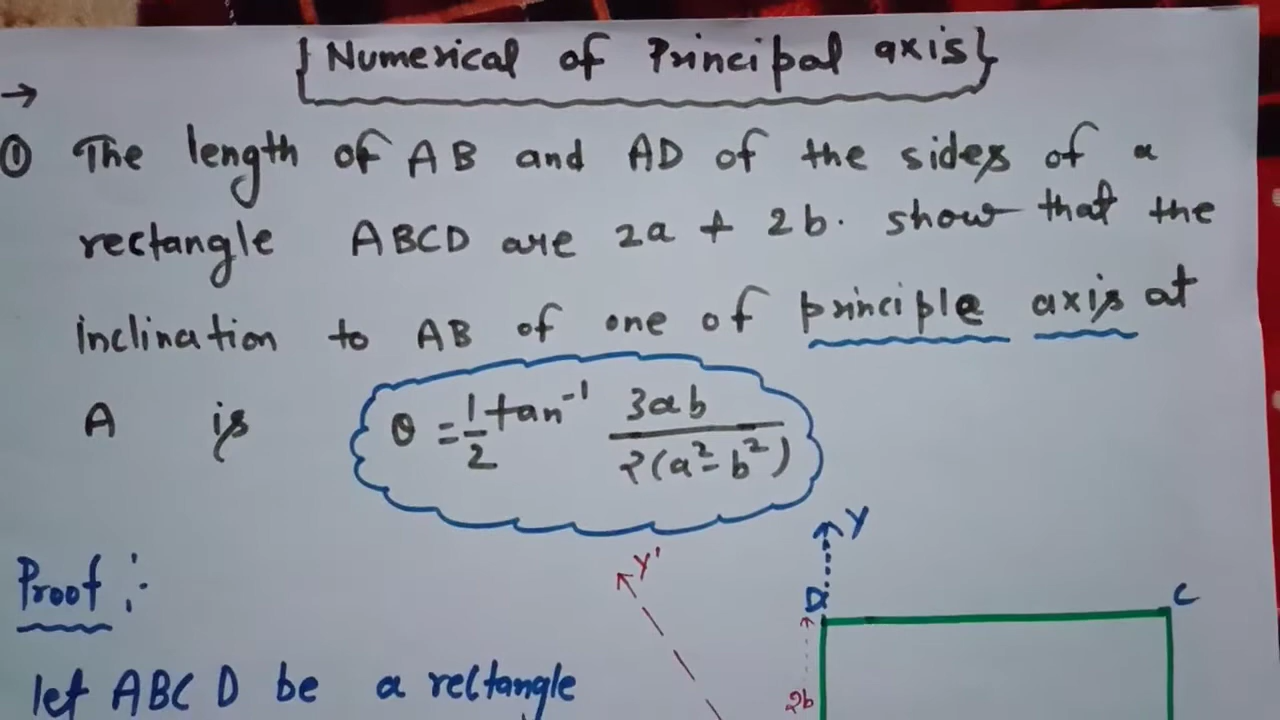 {Numerical of Principal axis}
→
① The length of AB and AD of the sides of a
rectangle ABCD are 2a + 2b. show that the
inclination to AB of one of principle axis at
A is θ = 1/2 tan⁻¹ 3ab / 2(a² - b²)
Y
Y'
Proof :-
D
C
let ABCD be a rectangle
2b